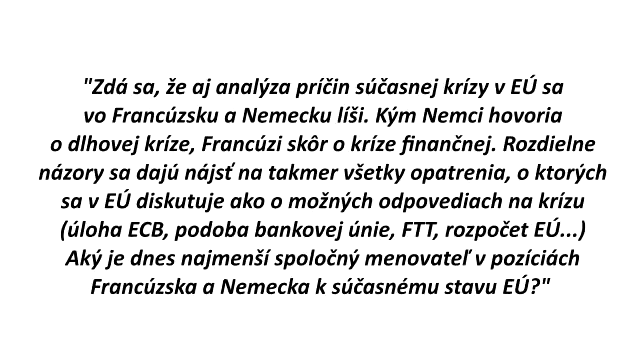 "Zdá sa, že aj analýza príčin súčasnej krízy v EÚ sa
vo Francúzsku a Nemecku líši. Kým Nemci hovoria
o dlhovej kríze, Francúzi skôr o kríze finančnej. Rozdielne
názory sa dajú nájsť na takmer všetky opatrenia, o ktorých
sa v EÚ diskutuje ako o možných odpovediach na krízu
(úloha ECB, podoba bankovej únie, FTT, rozpočet EÚ...)
Aký je dnes najmenší spoločný menovateľ v pozíciách
Francúzska a Nemecka k súčasnému stavu EÚ?"